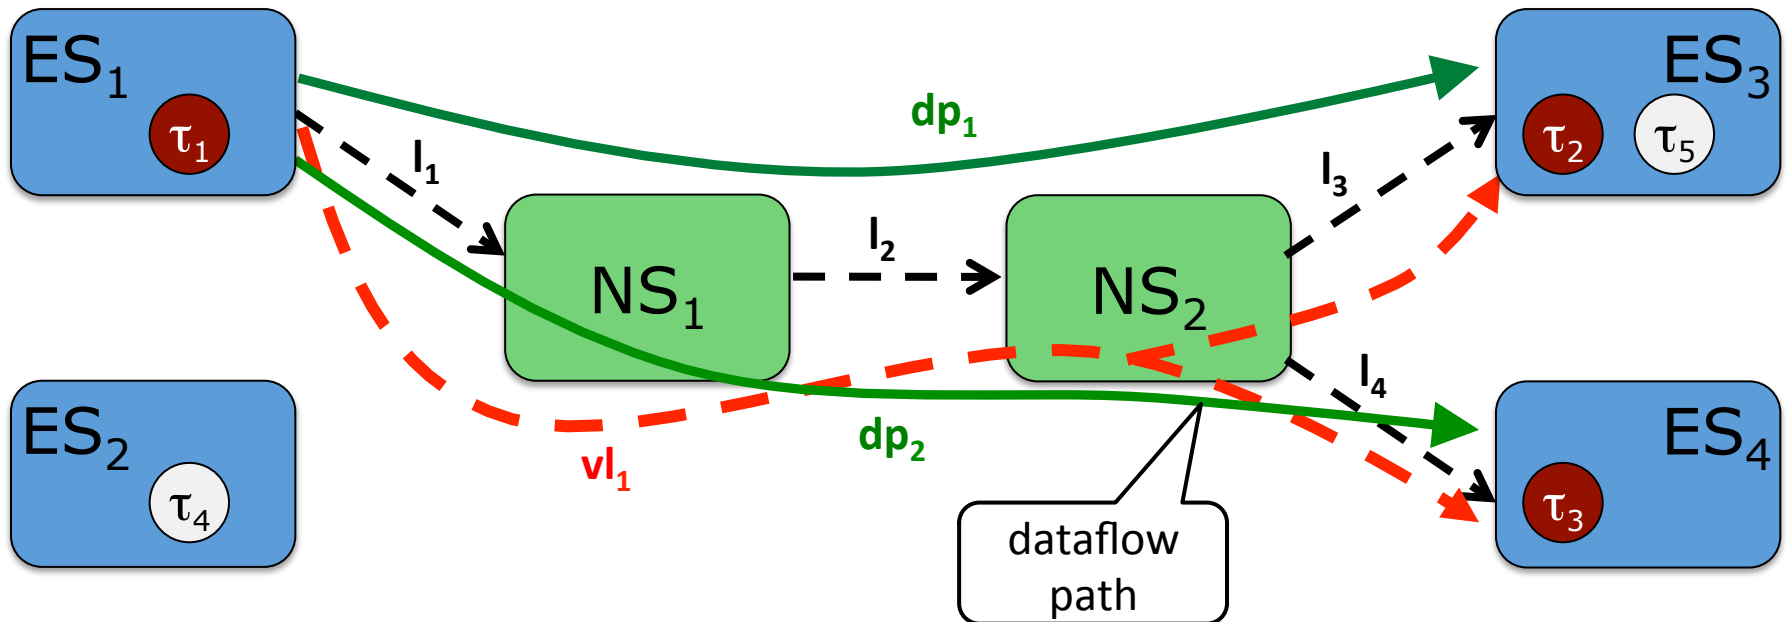 ES₁
τ₁
dp₁
ES₃
τ₂
τ₅
l₁
l₂
l₃
NS₁
NS₂
l₄
ES₂
τ₄
vl₁
dp₂
ES₄
τ₃
dataflow
path